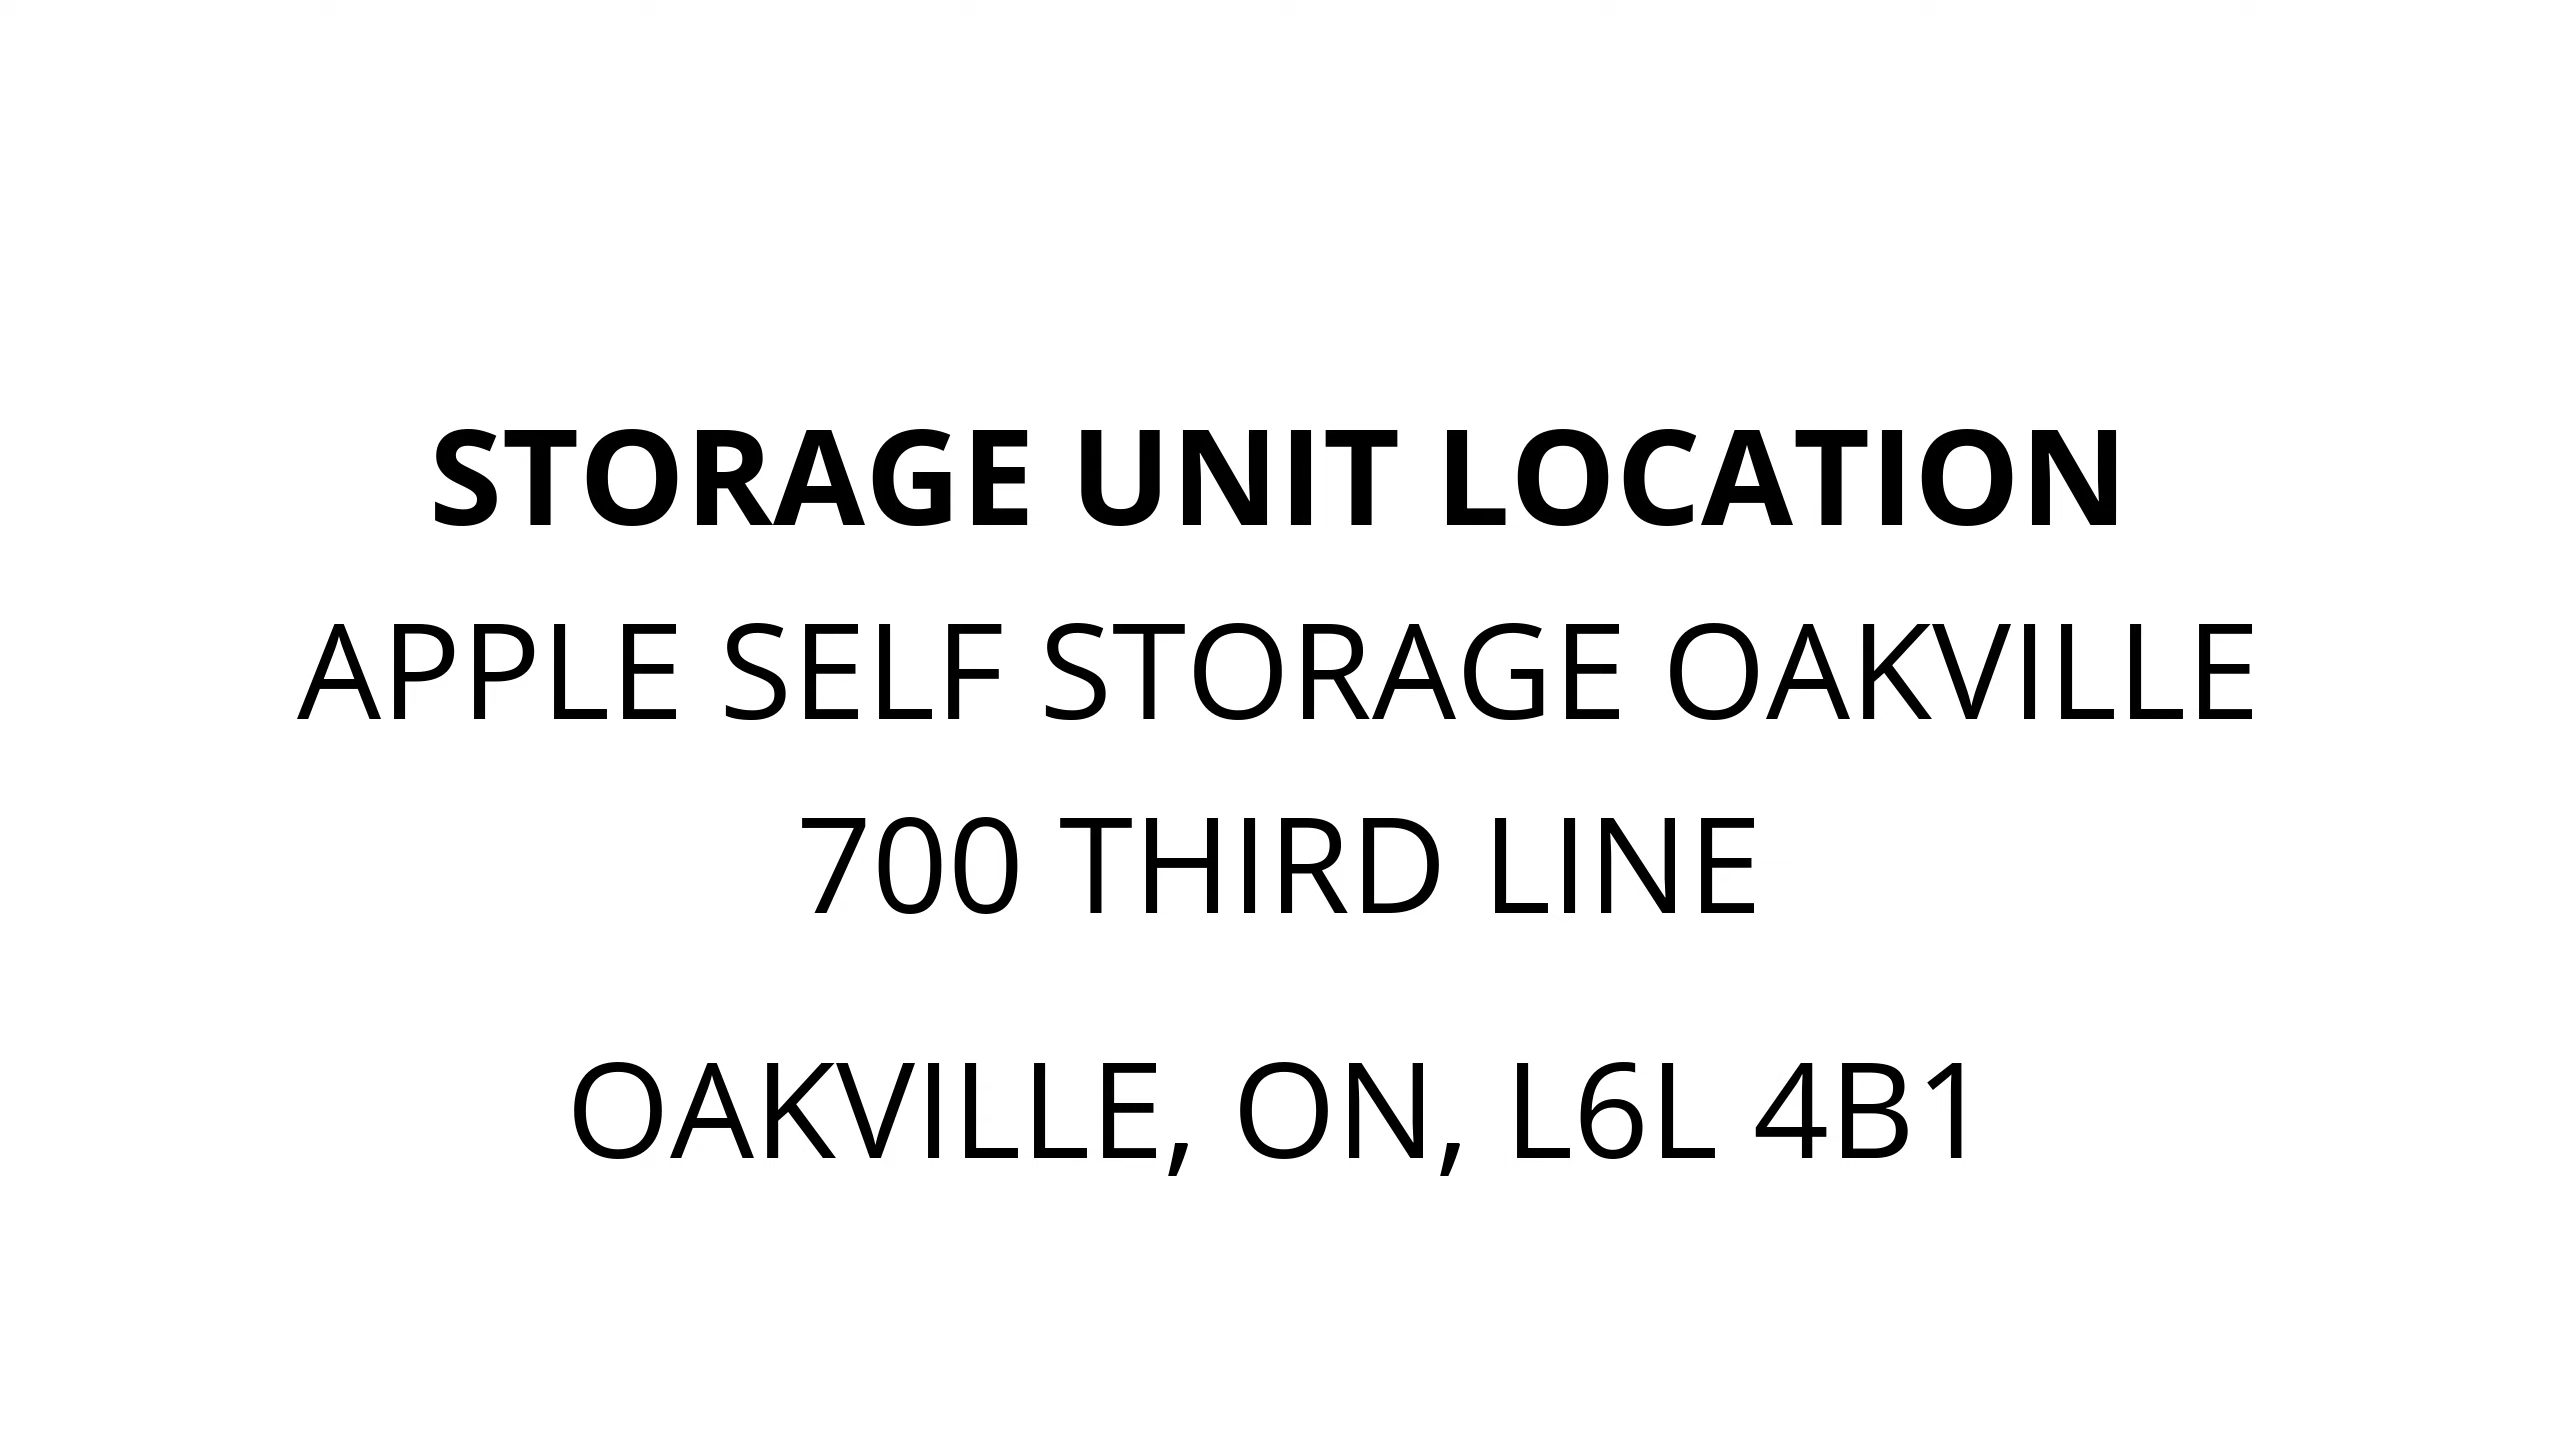 STORAGE UNIT LOCATION
APPLE SELF STORAGE OAKVILLE
700 THIRD LINE
OAKVILLE, ON, L6L 4B1